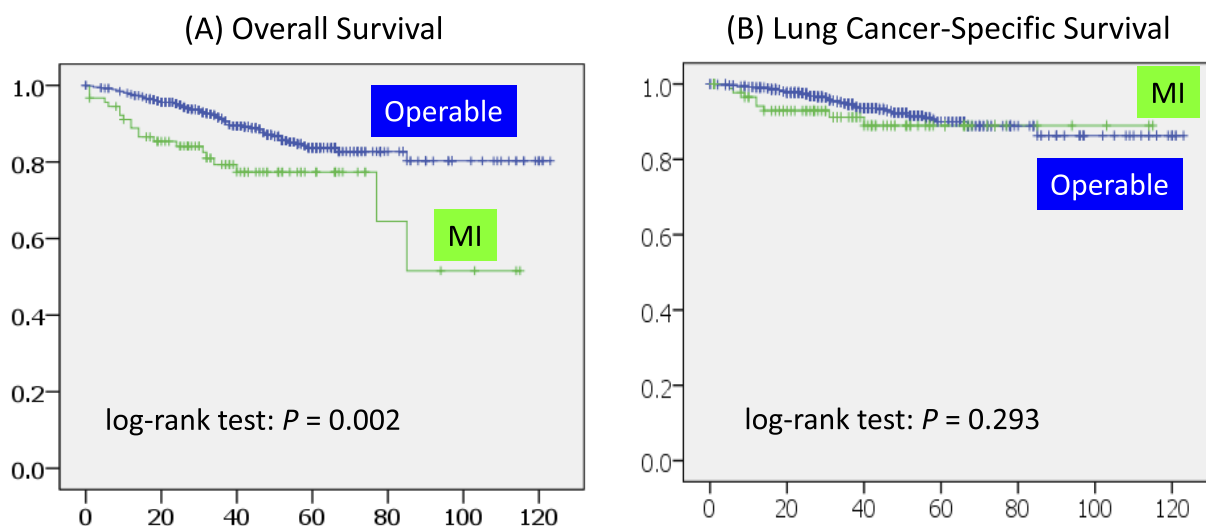 (A) Overall Survival
1.0
0.8
0.6
0.4
0.2
0.0
Operable
MI
log-rank test: P = 0.002
0 20 40 60 80 100 120
(B) Lung Cancer-Specific Survival
1.0
0.8
0.6
0.4
0.2
0.0
MI
Operable
log-rank test: P = 0.293
0 20 40 60 80 100 120